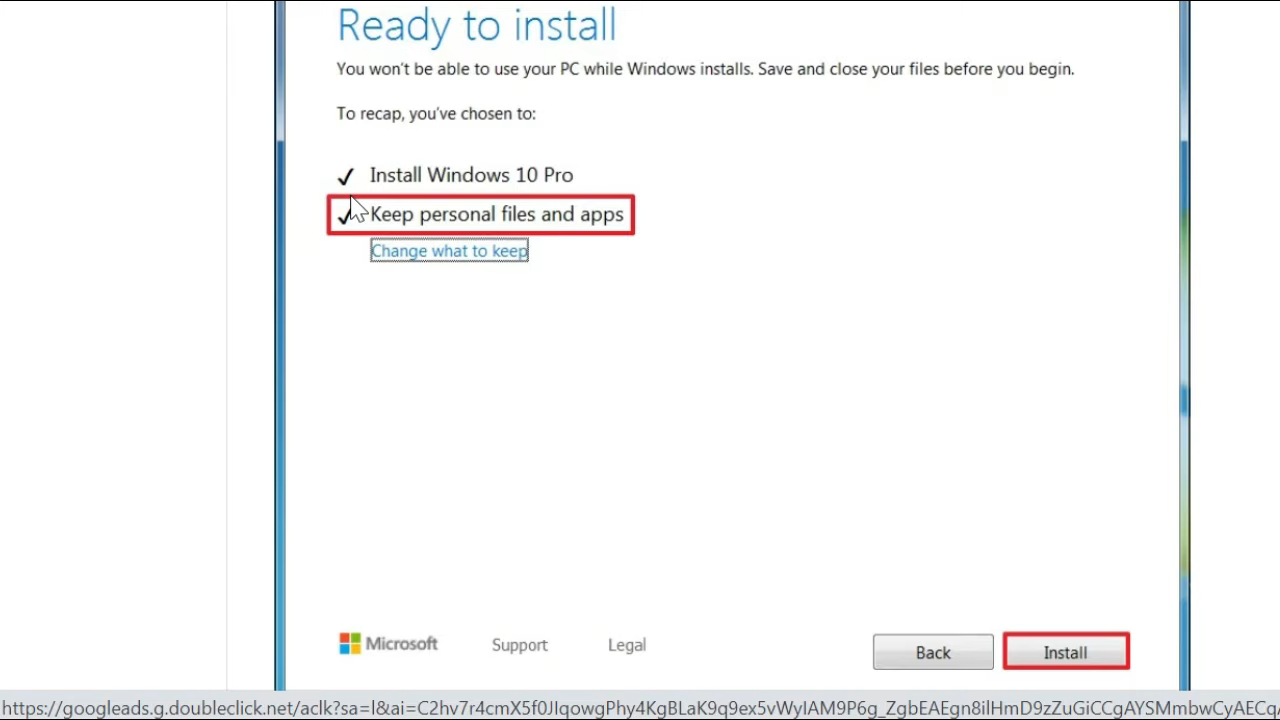 Ready to install
You won't be able to use your PC while Windows installs. Save and close your files before you begin.
To recap, you've chosen to:
✓ Install Windows 10 Pro
✓ Keep personal files and apps
Change what to keep
Microsoft Support Legal Back Install
https://googleads.g.doubleclick.net/aclk?sa=l&ai=C2hv7r4cmX5f0JIqowgPhy4KgBLaK9q9ex5vWyIAM9P6g_ZgbEAEgn8ilHmD9zZuGiCCgAYSMmbwCyAECqA